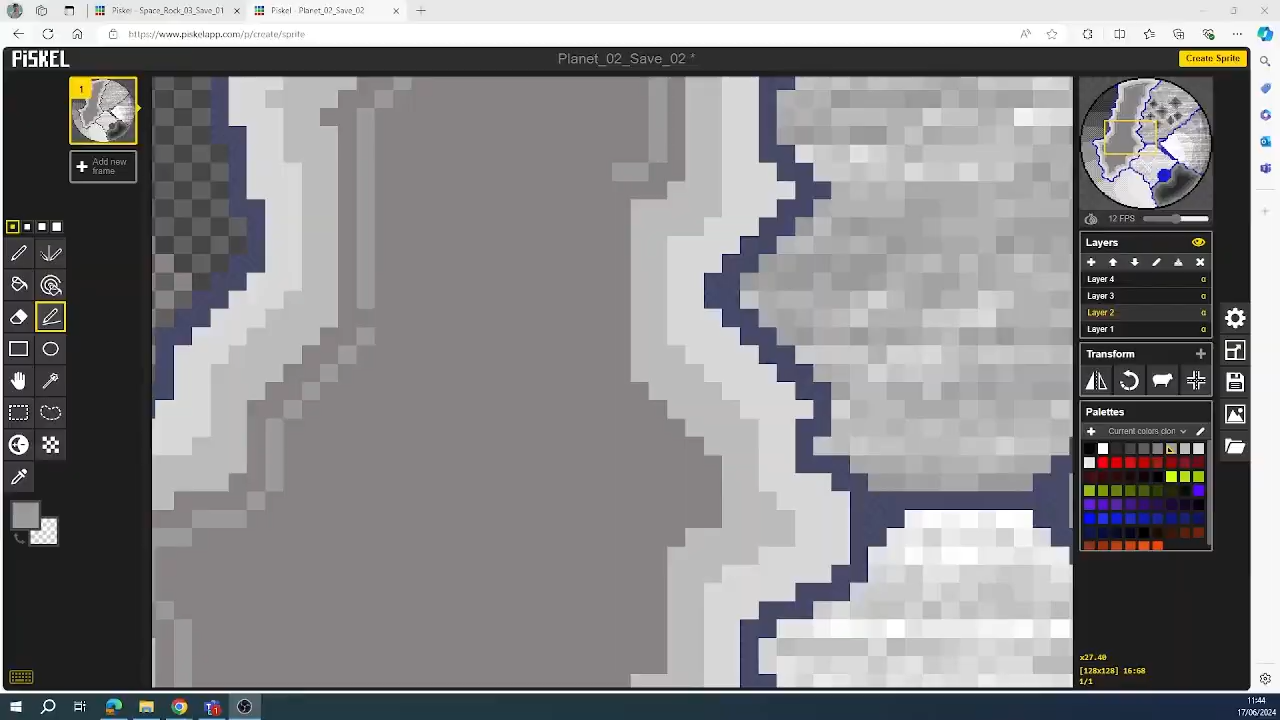 Piskel - Space_Rock_03_Save_01
Piskel - Planet_02_Save_02
https://www.piskelapp.com/p/create/sprite
PiSKEL
Planet_02_Save_02 *
Create Sprite
1
Add new
frame
12 FPS
Layers
Layer 4 α
Layer 3 α
Layer 2 α
Layer 1 α
Transform
Palettes
Current colors clon
x27.40
[128x128] 16:68
1/1
11:44
17/06/2024